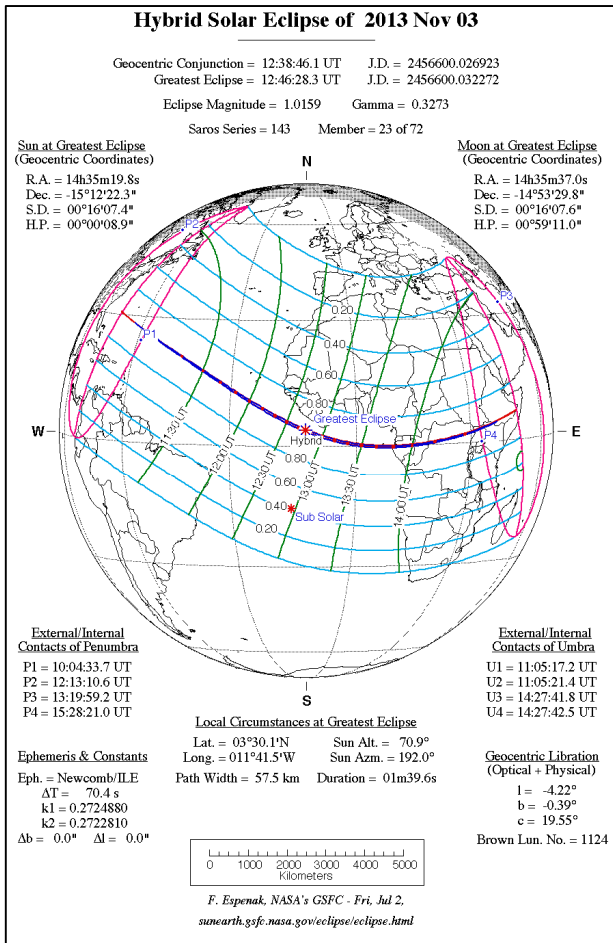 Hybrid Solar Eclipse of 2013 Nov 03
Geocentric Conjunction = 12:38:46.1 UT J.D. = 2456600.026923
Greatest Eclipse = 12:46:28.3 UT J.D. = 2456600.032272
Eclipse Magnitude = 1.0159 Gamma = 0.3273
Saros Series = 143 Member = 23 of 72
Sun at Greatest Eclipse
(Geocentric Coordinates)
R.A. = 14h35m19.8s
Dec. = -15°12'22.3"
S.D. = 00°16'07.4"
H.P. = 00°00'08.9"
Moon at Greatest Eclipse
(Geocentric Coordinates)
R.A. = 14h35m37.0s
Dec. = -14°53'29.8"
S.D. = 00°16'07.6"
H.P. = 00°59'11.0"
N
P2
P3
P1
0.20
0.40
0.60
0.80
Greatest Eclipse
W
Hybrid
P4
E
11:30 UT
12:00 UT
12:30 UT
13:00 UT
13:30 UT
14:00 UT
0.80
0.60
0.40
Sub Solar
0.20
S
External/Internal
Contacts of Penumbra
P1 = 10:04:33.7 UT
P2 = 12:13:10.6 UT
P3 = 13:19:59.2 UT
P4 = 15:28:21.0 UT
External/Internal
Contacts of Umbra
U1 = 11:05:17.2 UT
U2 = 11:05:21.4 UT
U3 = 14:27:41.8 UT
U4 = 14:27:42.5 UT
Local Circumstances at Greatest Eclipse
Lat. = 03°30.1'N Sun Alt. = 70.9°
Long. = 011°41.5'W Sun Azm. = 192.0°
Path Width = 57.5 km Duration = 01m39.6s
Ephemeris & Constants
Eph. = Newcomb/ILE
ΔT = 70.4 s
k1 = 0.2724880
k2 = 0.2722810
Δb = 0.0" Δl = 0.0"
Geocentric Libration
(Optical + Physical)
l = -4.22°
b = -0.39°
c = 19.55°
Brown Lun. No. = 1124
0 1000 2000 3000 4000 5000
Kilometers
F. Espenak, NASA's GSFC - Fri, Jul 2,
sunearth.gsfc.nasa.gov/eclipse/eclipse.html